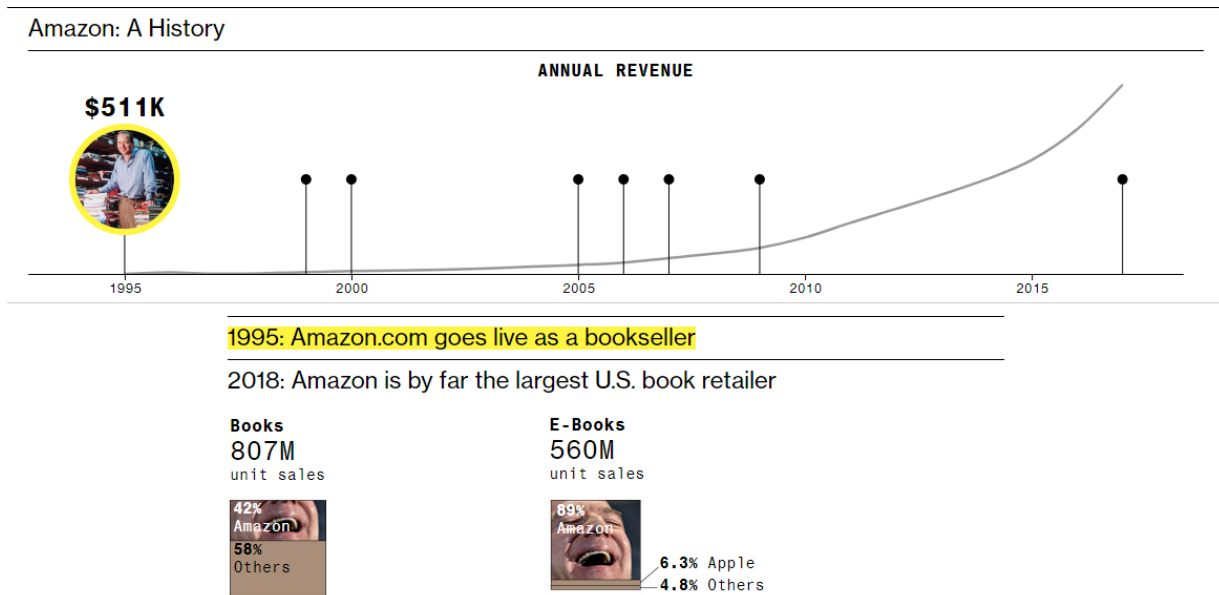 Amazon: A History
ANNUAL REVENUE
$511K
1995 2000 2005 2010 2015
1995: Amazon.com goes live as a bookseller
2018: Amazon is by far the largest U.S. book retailer
Books
807M
unit sales
42%
Amazon
58%
Others
E-Books
560M
unit sales
89%
Amazon
6.3% Apple
4.8% Others